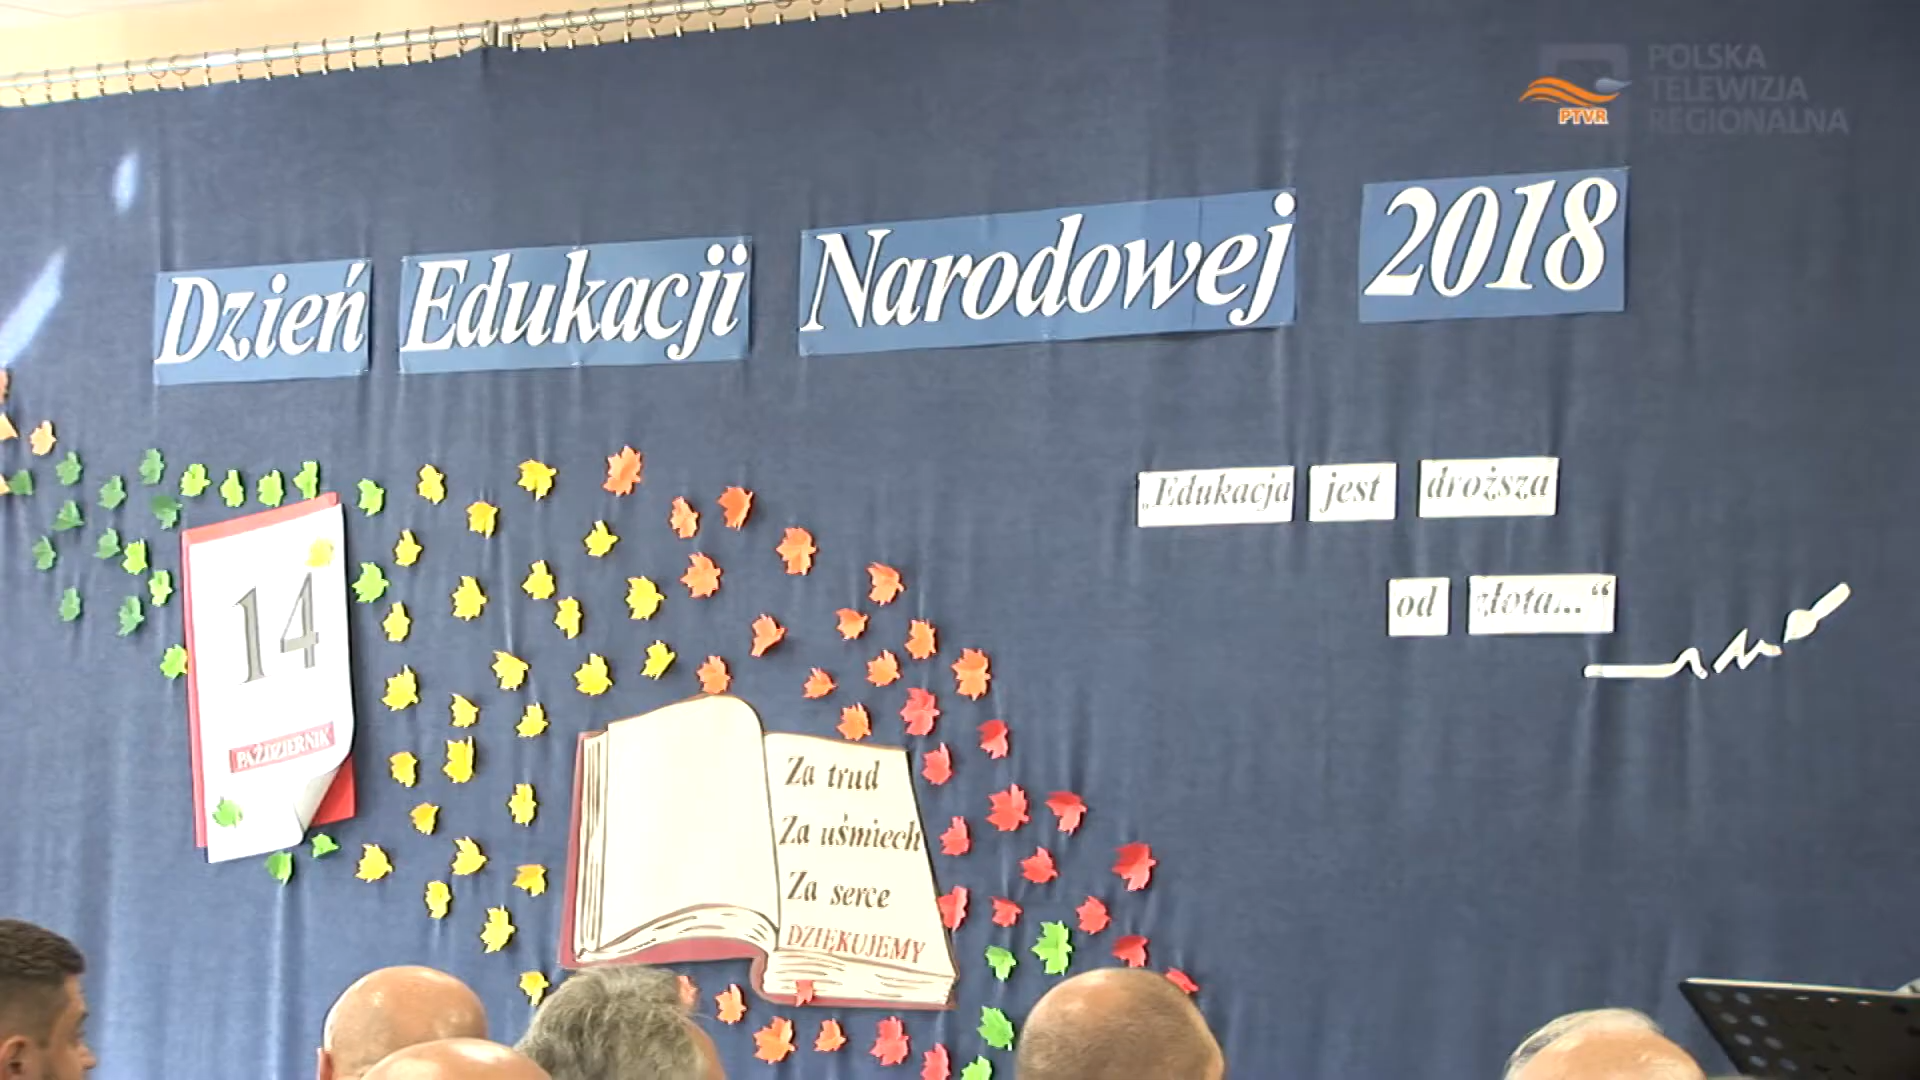 POLSKA
TELEWIZJA
REGIONALNA
PTVR
Dzień Edukacji Narodowej 2018
„Edukacja jest droższa
od złota...“
14
PAŹDZIERNIK
Za trud
Za uśmiech
Za serce
DZIĘKUJEMY